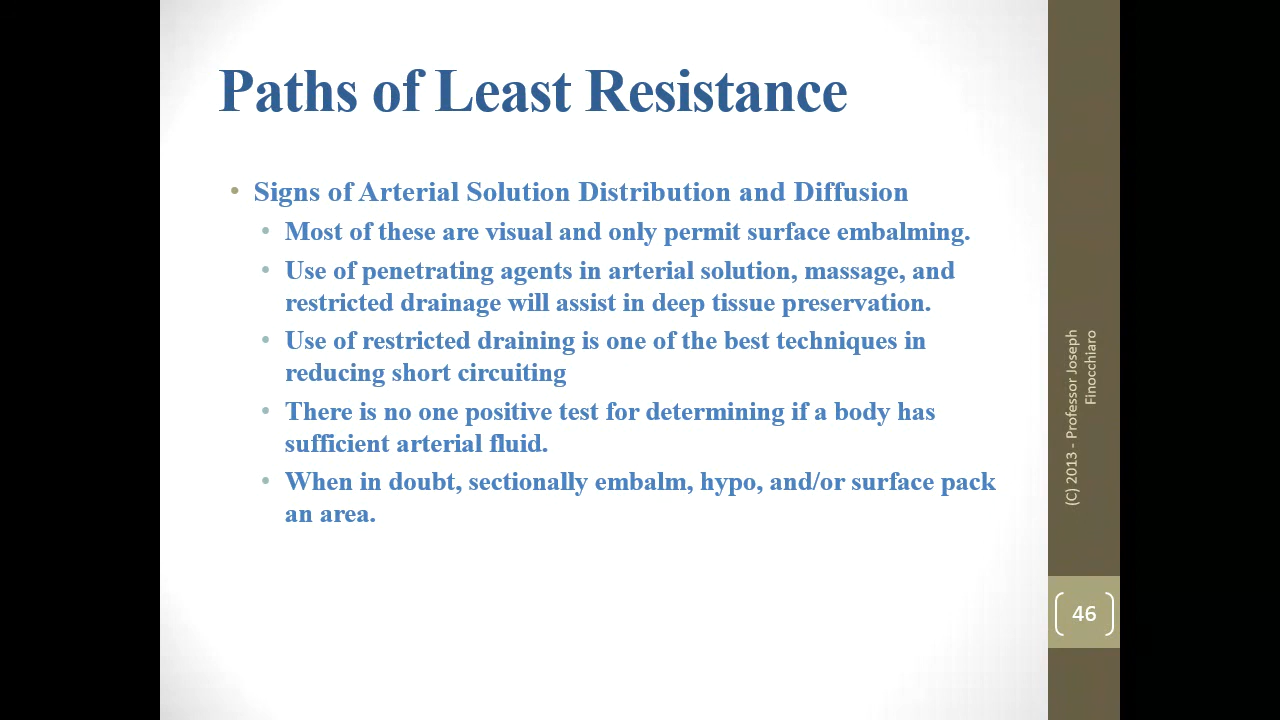 Paths of Least Resistance
• Signs of Arterial Solution Distribution and Diffusion
• Most of these are visual and only permit surface embalming.
• Use of penetrating agents in arterial solution, massage, and
restricted drainage will assist in deep tissue preservation.
• Use of restricted draining is one of the best techniques in
reducing short circuiting
• There is no one positive test for determining if a body has
sufficient arterial fluid.
• When in doubt, sectionally embalm, hypo, and/or surface pack
an area.
(C) 2013 - Professor Joseph
Finocchiaro
46